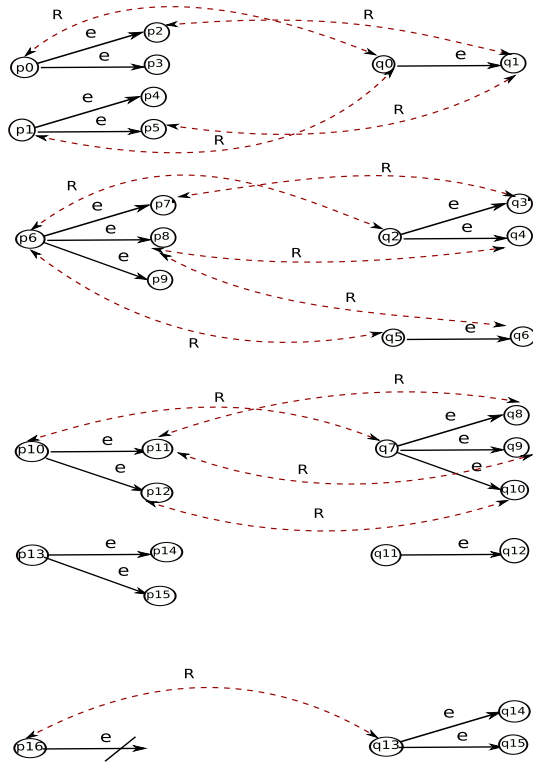 R R
p2 q1
e e
p0 e p3 q0
p4
e
e R
p1 p5
R
R R
p7 q3
e e
p6 e p8 q2 e q4
e R
p9
R
e
R q5 q6
R
R
q8
e
p10 e p11 q7 e q9
e R e
p12 q10
R
e e
p13 p14 q11 q12
e
p15
R
q14
e
e e
p16 q13 q15